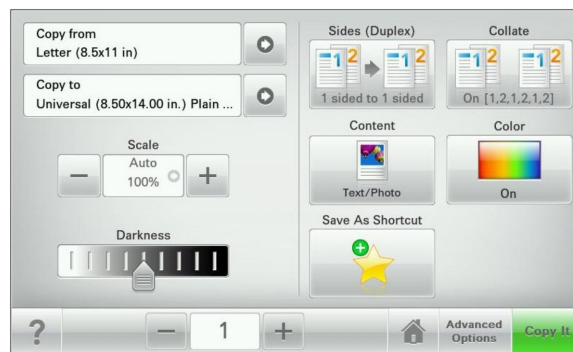 Copy from
Letter (8.5x11 in)
Copy to
Universal (8.50x14.00 in.) Plain ...
Scale
Auto
100%
Darkness
Sides (Duplex)
1 2
1 2
1 sided to 1 sided
Collate
1 2
1 2
On [1,2,1,2,1,2]
Content
Text/Photo
Color
On
Save As Shortcut
?
1
Advanced
Options
Copy It